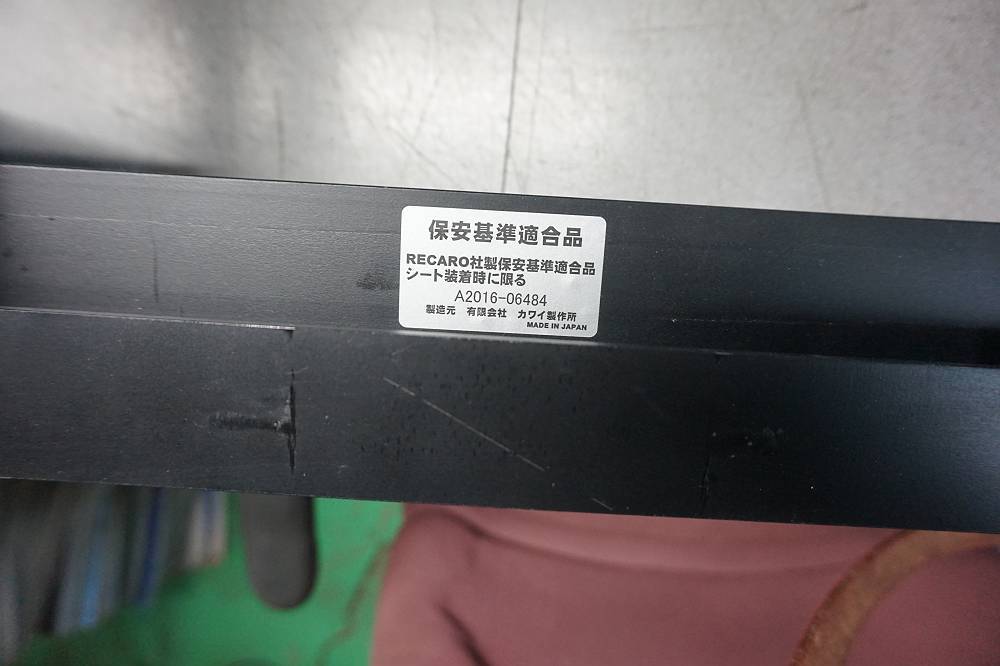 保安基準適合品
RECARO社製保安基準適合品
シート装着時に限る
A2016-06484
製造元 有限会社 カワイ製作所
MADE IN JAPAN